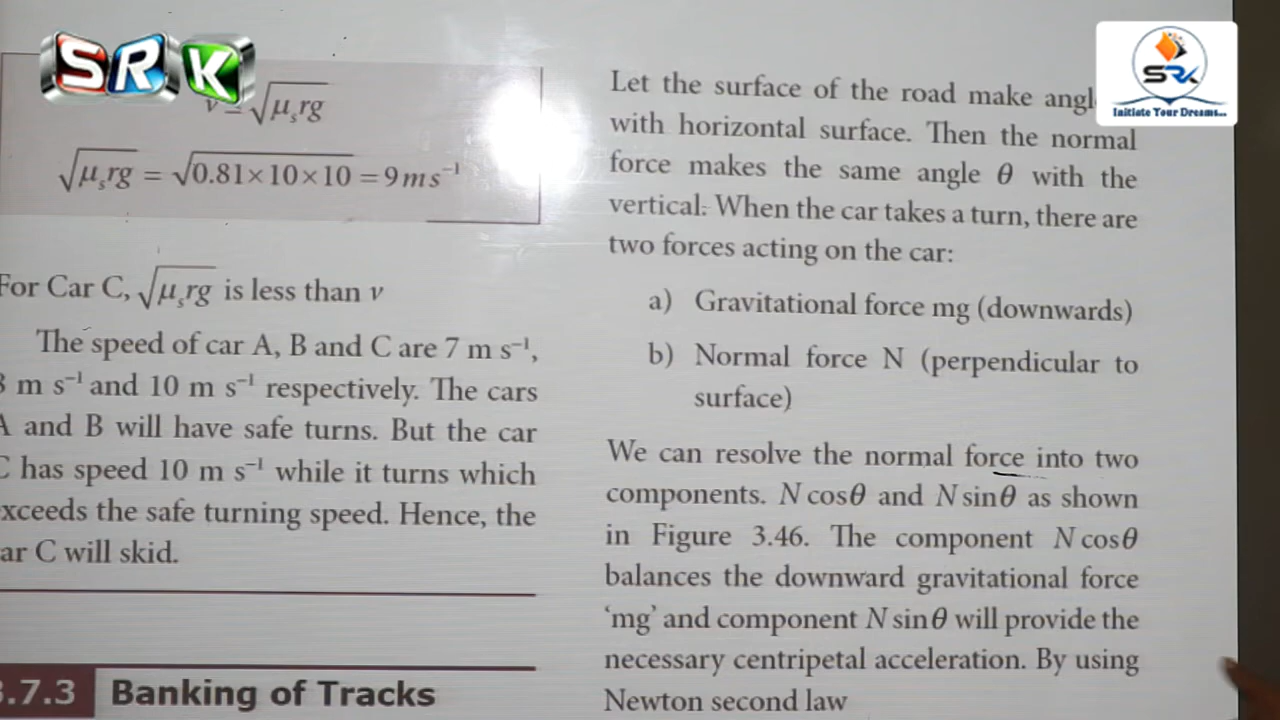 SRK
v = √μₛrg
√μₛrg = √0.81×10×10 = 9 m s⁻¹
For Car C, √μₛrg is less than v
The speed of car A, B and C are 7 m s⁻¹,
m s⁻¹ and 10 m s⁻¹ respectively. The cars
A and B will have safe turns. But the car
C has speed 10 m s⁻¹ while it turns which
exceeds the safe turning speed. Hence, the
car C will skid.
3.7.3 Banking of Tracks
SRK
Initiate Your Dreams...
Let the surface of the road make
with horizontal surface. Then the normal
force makes the same angle θ with the
vertical. When the car takes a turn, there are
two forces acting on the car:
a) Gravitational force mg (downwards)
b) Normal force N (perpendicular to
surface)
We can resolve the normal force into two
components. N cosθ and N sinθ as shown
in Figure 3.46. The component N cosθ
balances the downward gravitational force
‘mg’ and component N sinθ will provide the
necessary centripetal acceleration. By using
Newton second law